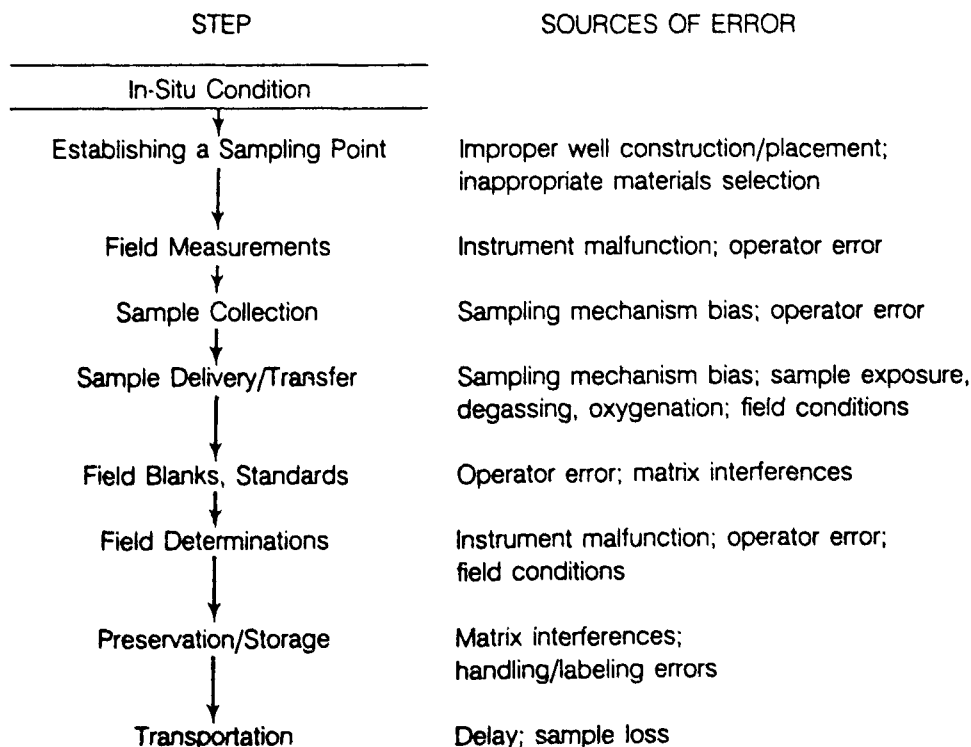 STEP SOURCES OF ERROR
In-Situ Condition
Establishing a Sampling Point Improper well construction/placement;
inappropriate materials selection
Field Measurements Instrument malfunction; operator error
Sample Collection Sampling mechanism bias; operator error
Sample Delivery/Transfer Sampling mechanism bias; sample exposure,
degassing, oxygenation; field conditions
Field Blanks, Standards Operator error; matrix interferences
Field Determinations Instrument malfunction; operator error;
field conditions
Preservation/Storage Matrix interferences;
handling/labeling errors
Transportation Delay; sample loss